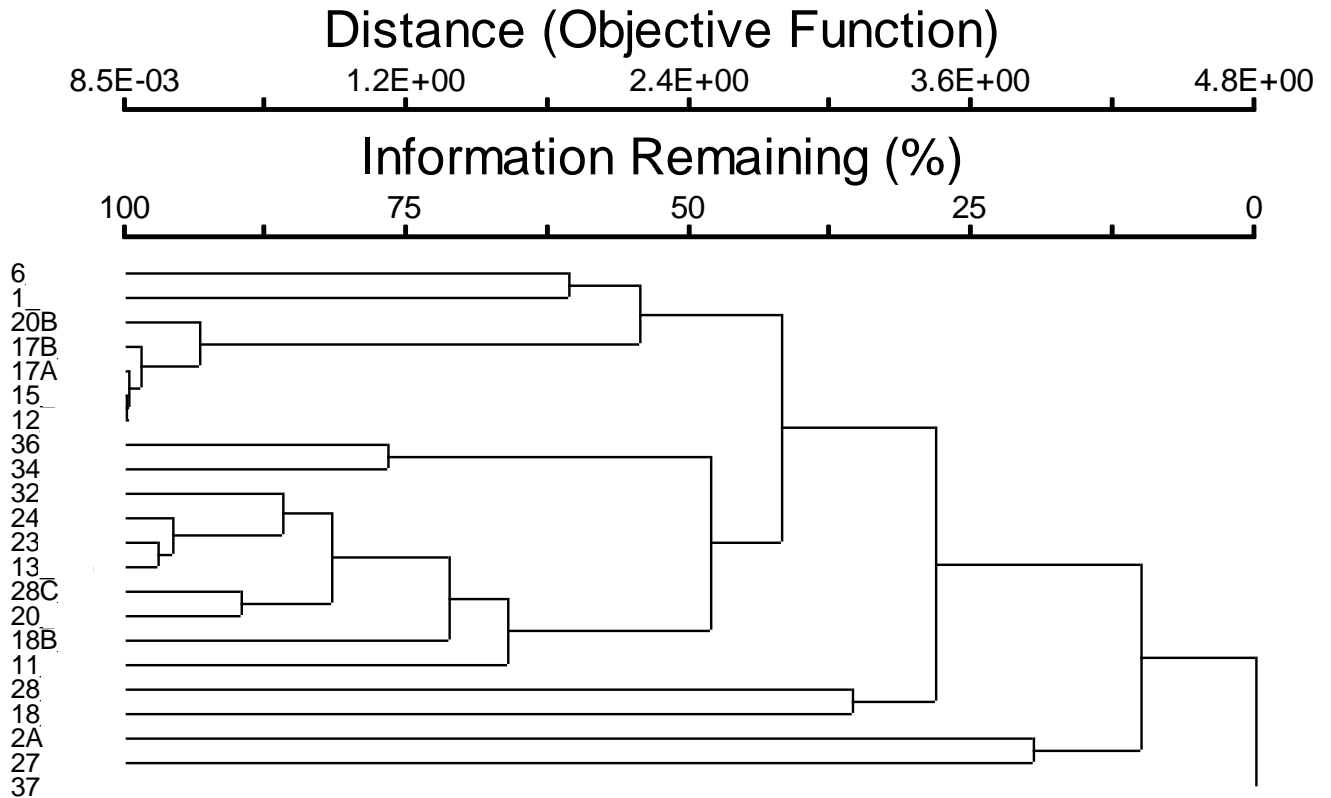 Distance (Objective Function)
8.5E-03 1.2E+00 2.4E+00 3.6E+00 4.8E+00
Information Remaining (%)
100 75 50 25 0
6
1
20B
17B
17A
15
12
36
34
32
24
23
13
28C
20
18B
11
28
18
2A
27
37